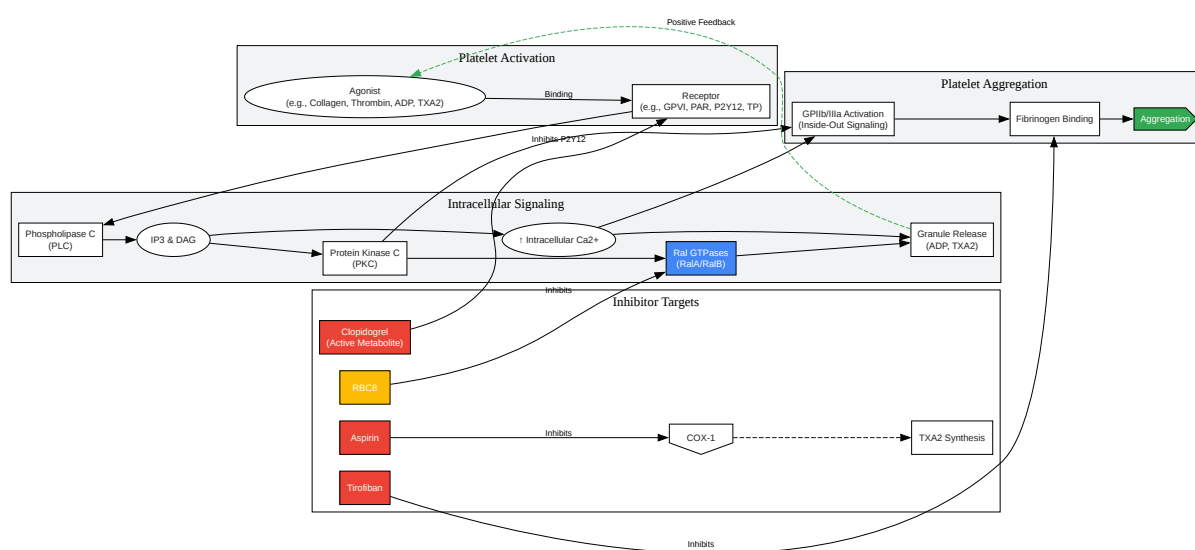 Positive Feedback
Platelet Activation
Agonist
(e.g., Collagen, Thrombin, ADP, TXA2)
Binding
Receptor
(e.g., GPVI, PAR, P2Y12, TP)
Platelet Aggregation
GPIIb/IIIa Activation
(Inside-Out Signaling)
Fibrinogen Binding
Aggregation
Inhibits P2Y12
Intracellular Signaling
Phospholipase C
(PLC)
IP3 & DAG
Protein Kinase C
(PKC)
↑ Intracellular Ca2+
Ral GTPases
(RalA/RalB)
Granule Release
(ADP, TXA2)
Inhibits
Inhibitor Targets
Clopidogrel
(Active Metabolite)
RBC8
Aspirin
Inhibits
COX-1
TXA2 Synthesis
Tirofiban
Inhibits